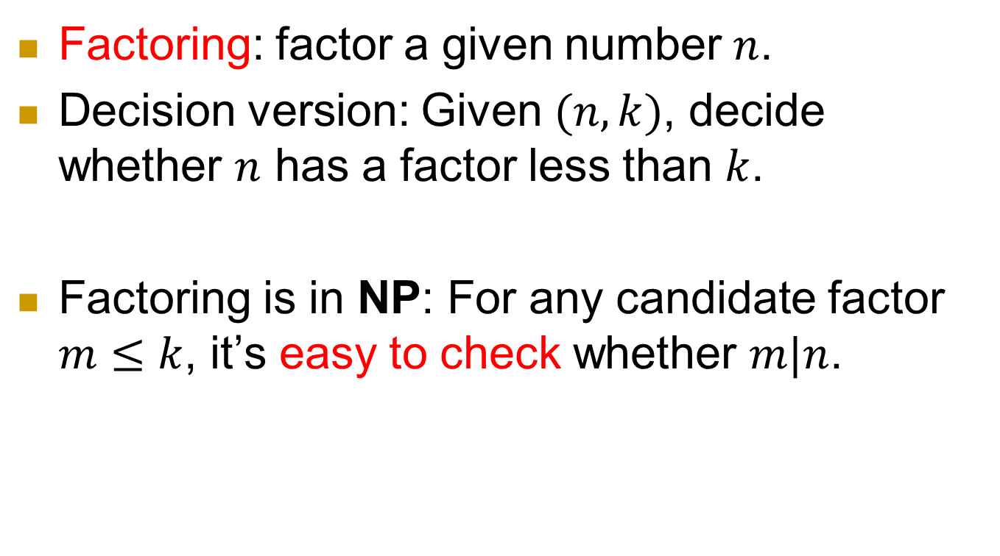 Factoring: factor a given number n.
Decision version: Given (n, k), decide
whether n has a factor less than k.
Factoring is in NP: For any candidate factor
m ≤ k, it’s easy to check whether m|n.